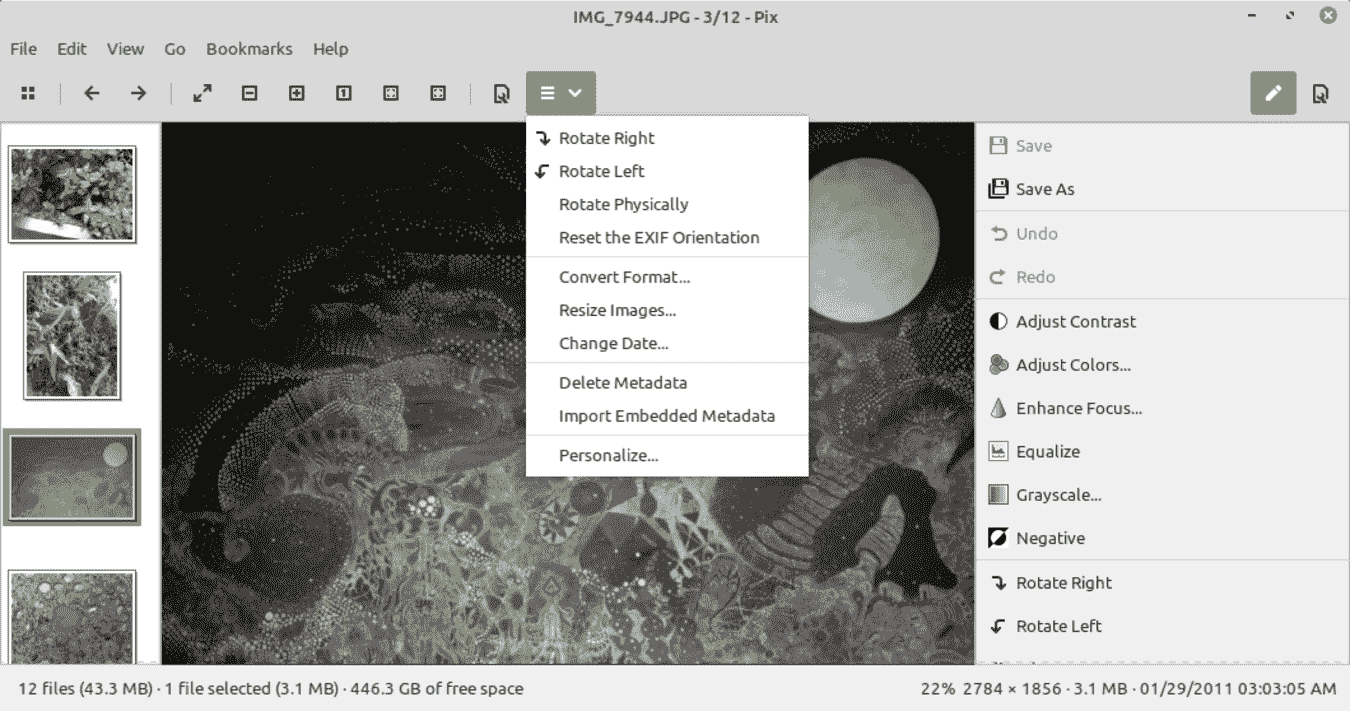 IMG_7944.JPG - 3/12 - Pix
File Edit View Go Bookmarks Help
1
Rotate Right
Rotate Left
Rotate Physically
Reset the EXIF Orientation
Convert Format...
Resize Images...
Change Date...
Delete Metadata
Import Embedded Metadata
Personalize...
Save
Save As
Undo
Redo
Adjust Contrast
Adjust Colors...
Enhance Focus...
Equalize
Grayscale...
Negative
Rotate Right
Rotate Left
12 files (43.3 MB) · 1 file selected (3.1 MB) · 446.3 GB of free space
22% 2784 × 1856 · 3.1 MB · 01/29/2011 03:03:05 AM